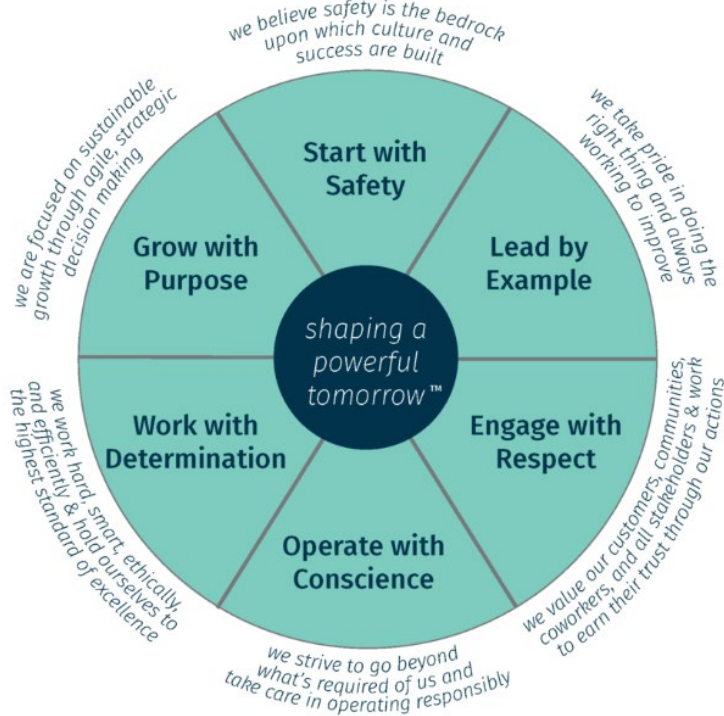 we believe safety is the bedrock
upon which culture and
success are built
Start with
Safety
we take pride in doing the
right thing and always
working to improve
Lead by
Example
we value our customers, communities,
coworkers, and all stakeholders & work
to earn their trust through our actions
Engage with
Respect
we strive to go beyond
what's required of us and
take care in operating responsibly
Operate with
Conscience
we work hard, smart, ethically,
and efficiently & hold ourselves to
the highest standard of excellence
Work with
Determination
we are focused on sustainable
growth through agile, strategic
decision making
Grow with
Purpose
shaping a
powerful
tomorrow™